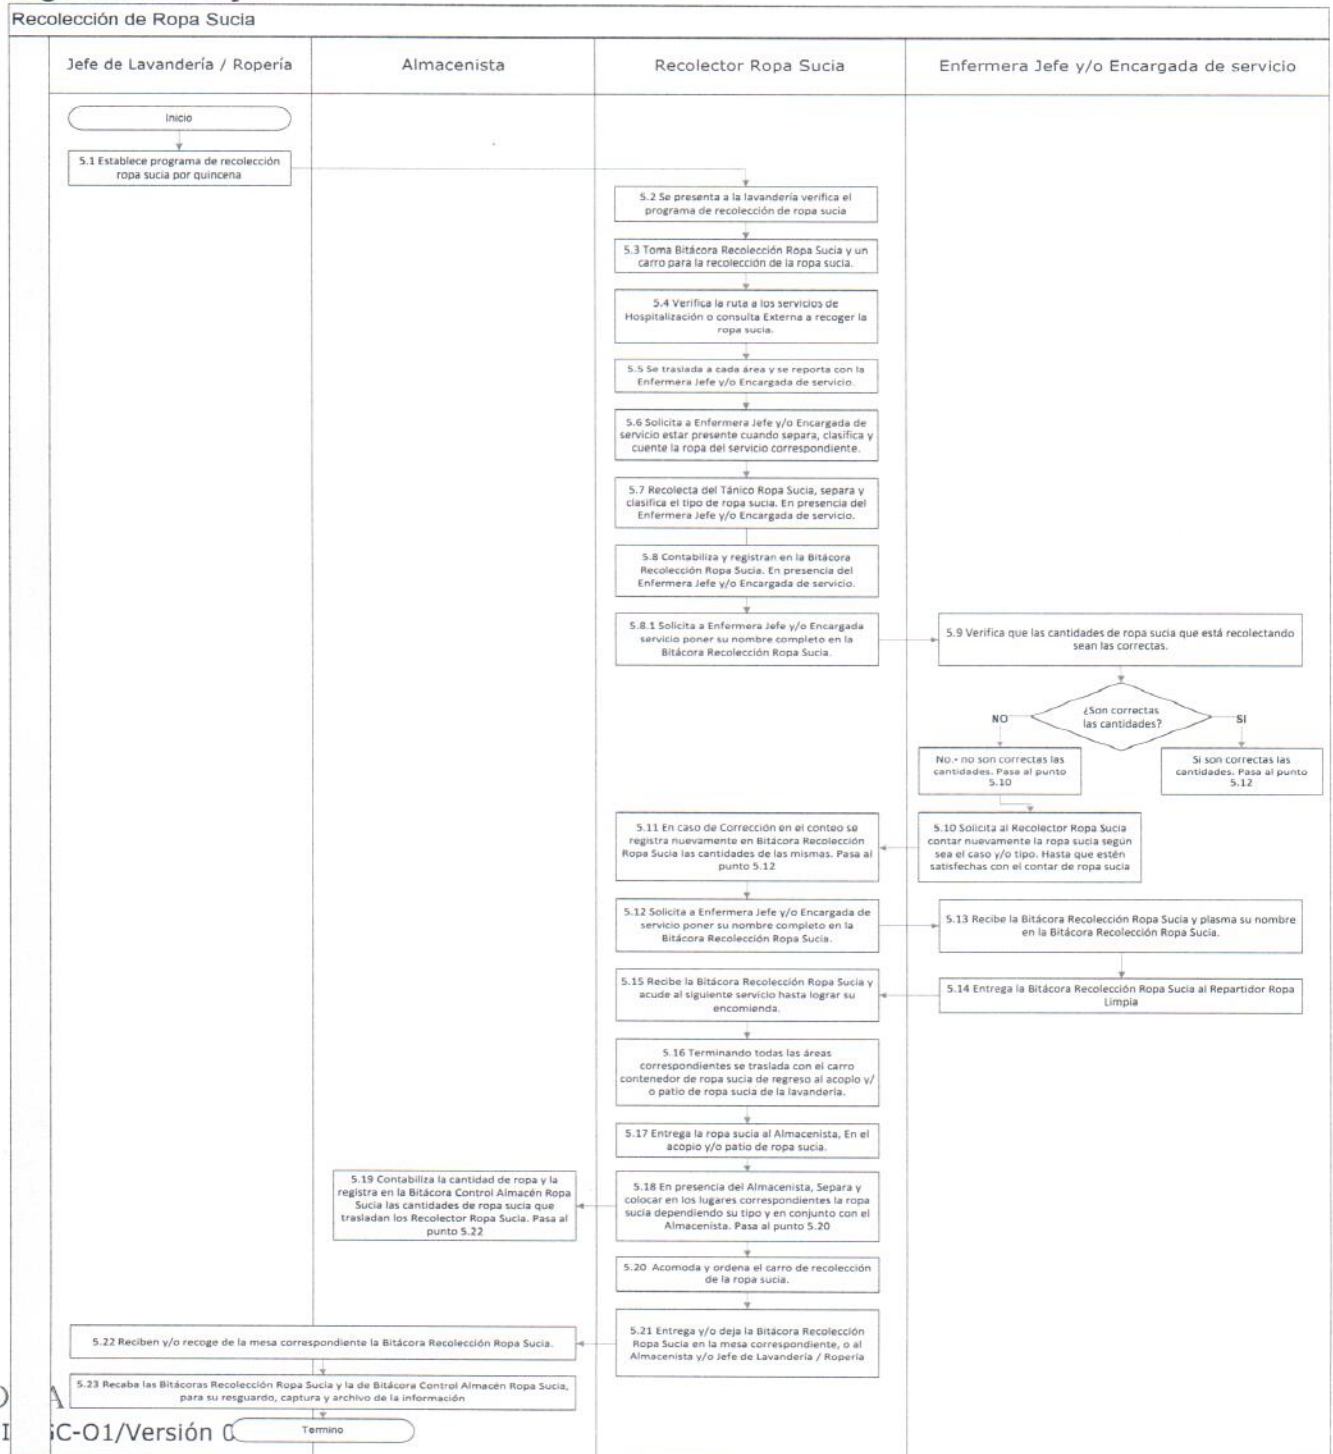 Recolección de Ropa Sucia
Jefe de Lavandería / Ropería
Almacenista
Recolector Ropa Sucia
Enfermera Jefe y/o Encargada de servicio
Inicio
5.1 Establece programa de recolección
ropa sucia por quincena
5.2 Se presenta a la lavandería verifica el
programa de recolección de ropa sucia
5.3 Toma Bitácora Recolección Ropa Sucia y un
carro para la recolección de la ropa sucia.
5.4 Verifica la ruta a los servicios de
Hospitalización o consulta Externa a recoger la
ropa sucia.
5.5 Se traslada a cada área y se reporta con la
Enfermera Jefe y/o Encargada de servicio.
5.6 Solicita a Enfermera Jefe y/o Encargada de
servicio estar presente cuando separa, clasifica y
cuente la ropa del servicio correspondiente.
5.7 Recolecta del Tánico Ropa Sucia, separa y
clasifica el tipo de ropa sucia. En presencia del
Enfermera Jefe y/o Encargada de servicio.
5.8 Contabiliza y registran en la Bitácora
Recolección Ropa Sucia. En presencia del
Enfermera Jefe y/o Encargada de servicio.
5.8.1 Solicita a Enfermera Jefe y/o Encargada
servicio poner su nombre completo en la
Bitácora Recolección Ropa Sucia.
5.9 Verifica que las cantidades de ropa sucia que está recolectando
sean las correctas.
¿Son correctas
las cantidades?
NO
SI
No.- no son correctas las
cantidades. Pasa al punto
5.10
Si son correctas las
cantidades. Pasa al punto
5.12
5.11 En caso de Corrección en el conteo se
registra nuevamente en Bitácora Recolección
Ropa Sucia las cantidades de las mismas. Pasa al
punto 5.12
5.10 Solicita al Recolector Ropa Sucia
contar nuevamente la ropa sucia según
sea el caso y/o tipo. Hasta que estén
satisfechas con el contar de ropa sucia
5.12 Solicita a Enfermera Jefe y/o Encargada de
servicio poner su nombre completo en la
Bitácora Recolección Ropa Sucia.
5.13 Recibe la Bitácora Recolección Ropa Sucia y plasma su nombre
en la Bitácora Recolección Ropa Sucia.
5.15 Recibe la Bitácora Recolección Ropa Sucia y
acude al siguiente servicio hasta lograr su
encomienda.
5.14 Entrega la Bitácora Recolección Ropa Sucia al Repartidor Ropa
Limpia
5.16 Terminando todas las áreas
correspondientes se traslada con el carro
contenedor de ropa sucia de regreso al acopio y/
o patio de ropa sucia de la lavandería.
5.17 Entrega la ropa sucia al Almacenista, En el
acopio y/o patio de ropa sucia.
5.19 Contabiliza la cantidad de ropa y la
registra en la Bitácora Control Almacén Ropa
Sucia las cantidades de ropa sucia que
trasladan los Recolector Ropa Sucia. Pasa al
punto 5.22
5.18 En presencia del Almacenista, Separa y
colocar en los lugares correspondientes la ropa
sucia dependiendo su tipo y en conjunto con el
Almacenista. Pasa al punto 5.20
5.20 Acomoda y ordena el carro de recolección
de la ropa sucia.
5.22 Reciben y/o recoge de la mesa correspondiente la Bitácora Recolección Ropa Sucia.
5.21 Entrega y/o deja la Bitácora Recolección
Ropa Sucia en la mesa correspondiente, o al
Almacenista y/o Jefe de Lavandería / Ropería
5.23 Recaba las Bitácoras Recolección Ropa Sucia y la de Bitácora Control Almacén Ropa Sucia,
para su resguardo, captura y archivo de la información
A
GC-O1/Versión 0
Termino